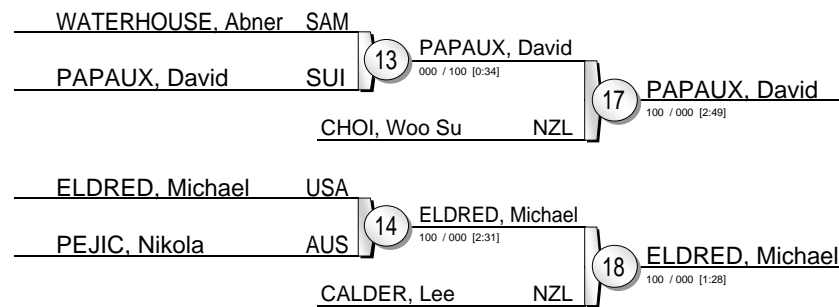 WATERHOUSE, Abner SAM
13 PAPAUX, David
000 / 100 [0:34]
PAPAUX, David SUI
17 PAPAUX, David
100 / 000 [2:49]
CHOI, Woo Su NZL
ELDRED, Michael USA
14 ELDRED, Michael
100 / 000 [2:31]
PEJIC, Nikola AUS
18 ELDRED, Michael
100 / 000 [1:28]
CALDER, Lee NZL